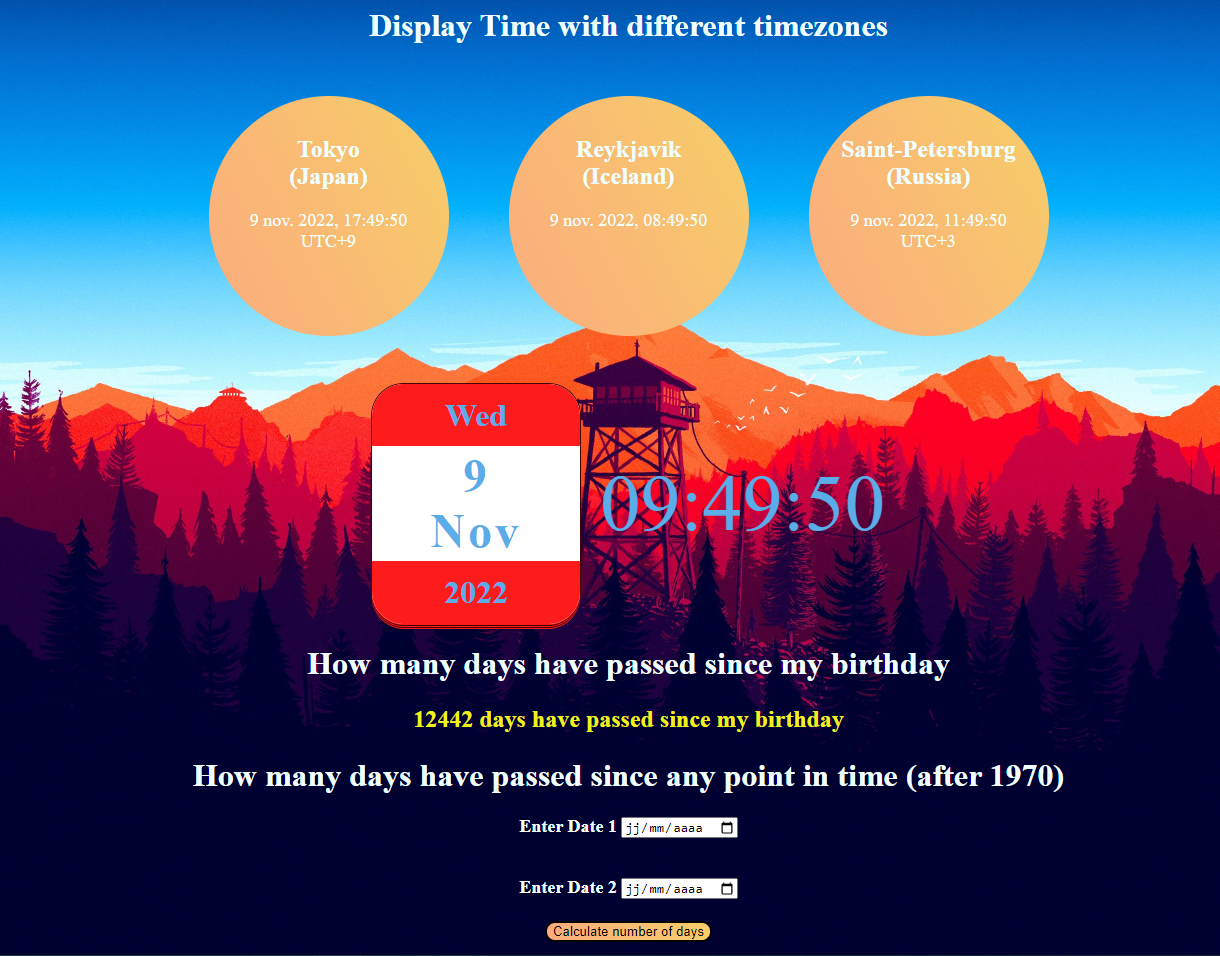 Display Time with different timezones
Tokyo
(Japan)
9 nov. 2022, 17:49:50
UTC+9
Reykjavik
(Iceland)
9 nov. 2022, 08:49:50
Saint-Petersburg
(Russia)
9 nov. 2022, 11:49:50
UTC+3
Wed
9
Nov
2022
09:49:50
How many days have passed since my birthday
12442 days have passed since my birthday
How many days have passed since any point in time (after 1970)
Enter Date 1 jj/mm/aaaa
Enter Date 2 jj/mm/aaaa
Calculate number of days